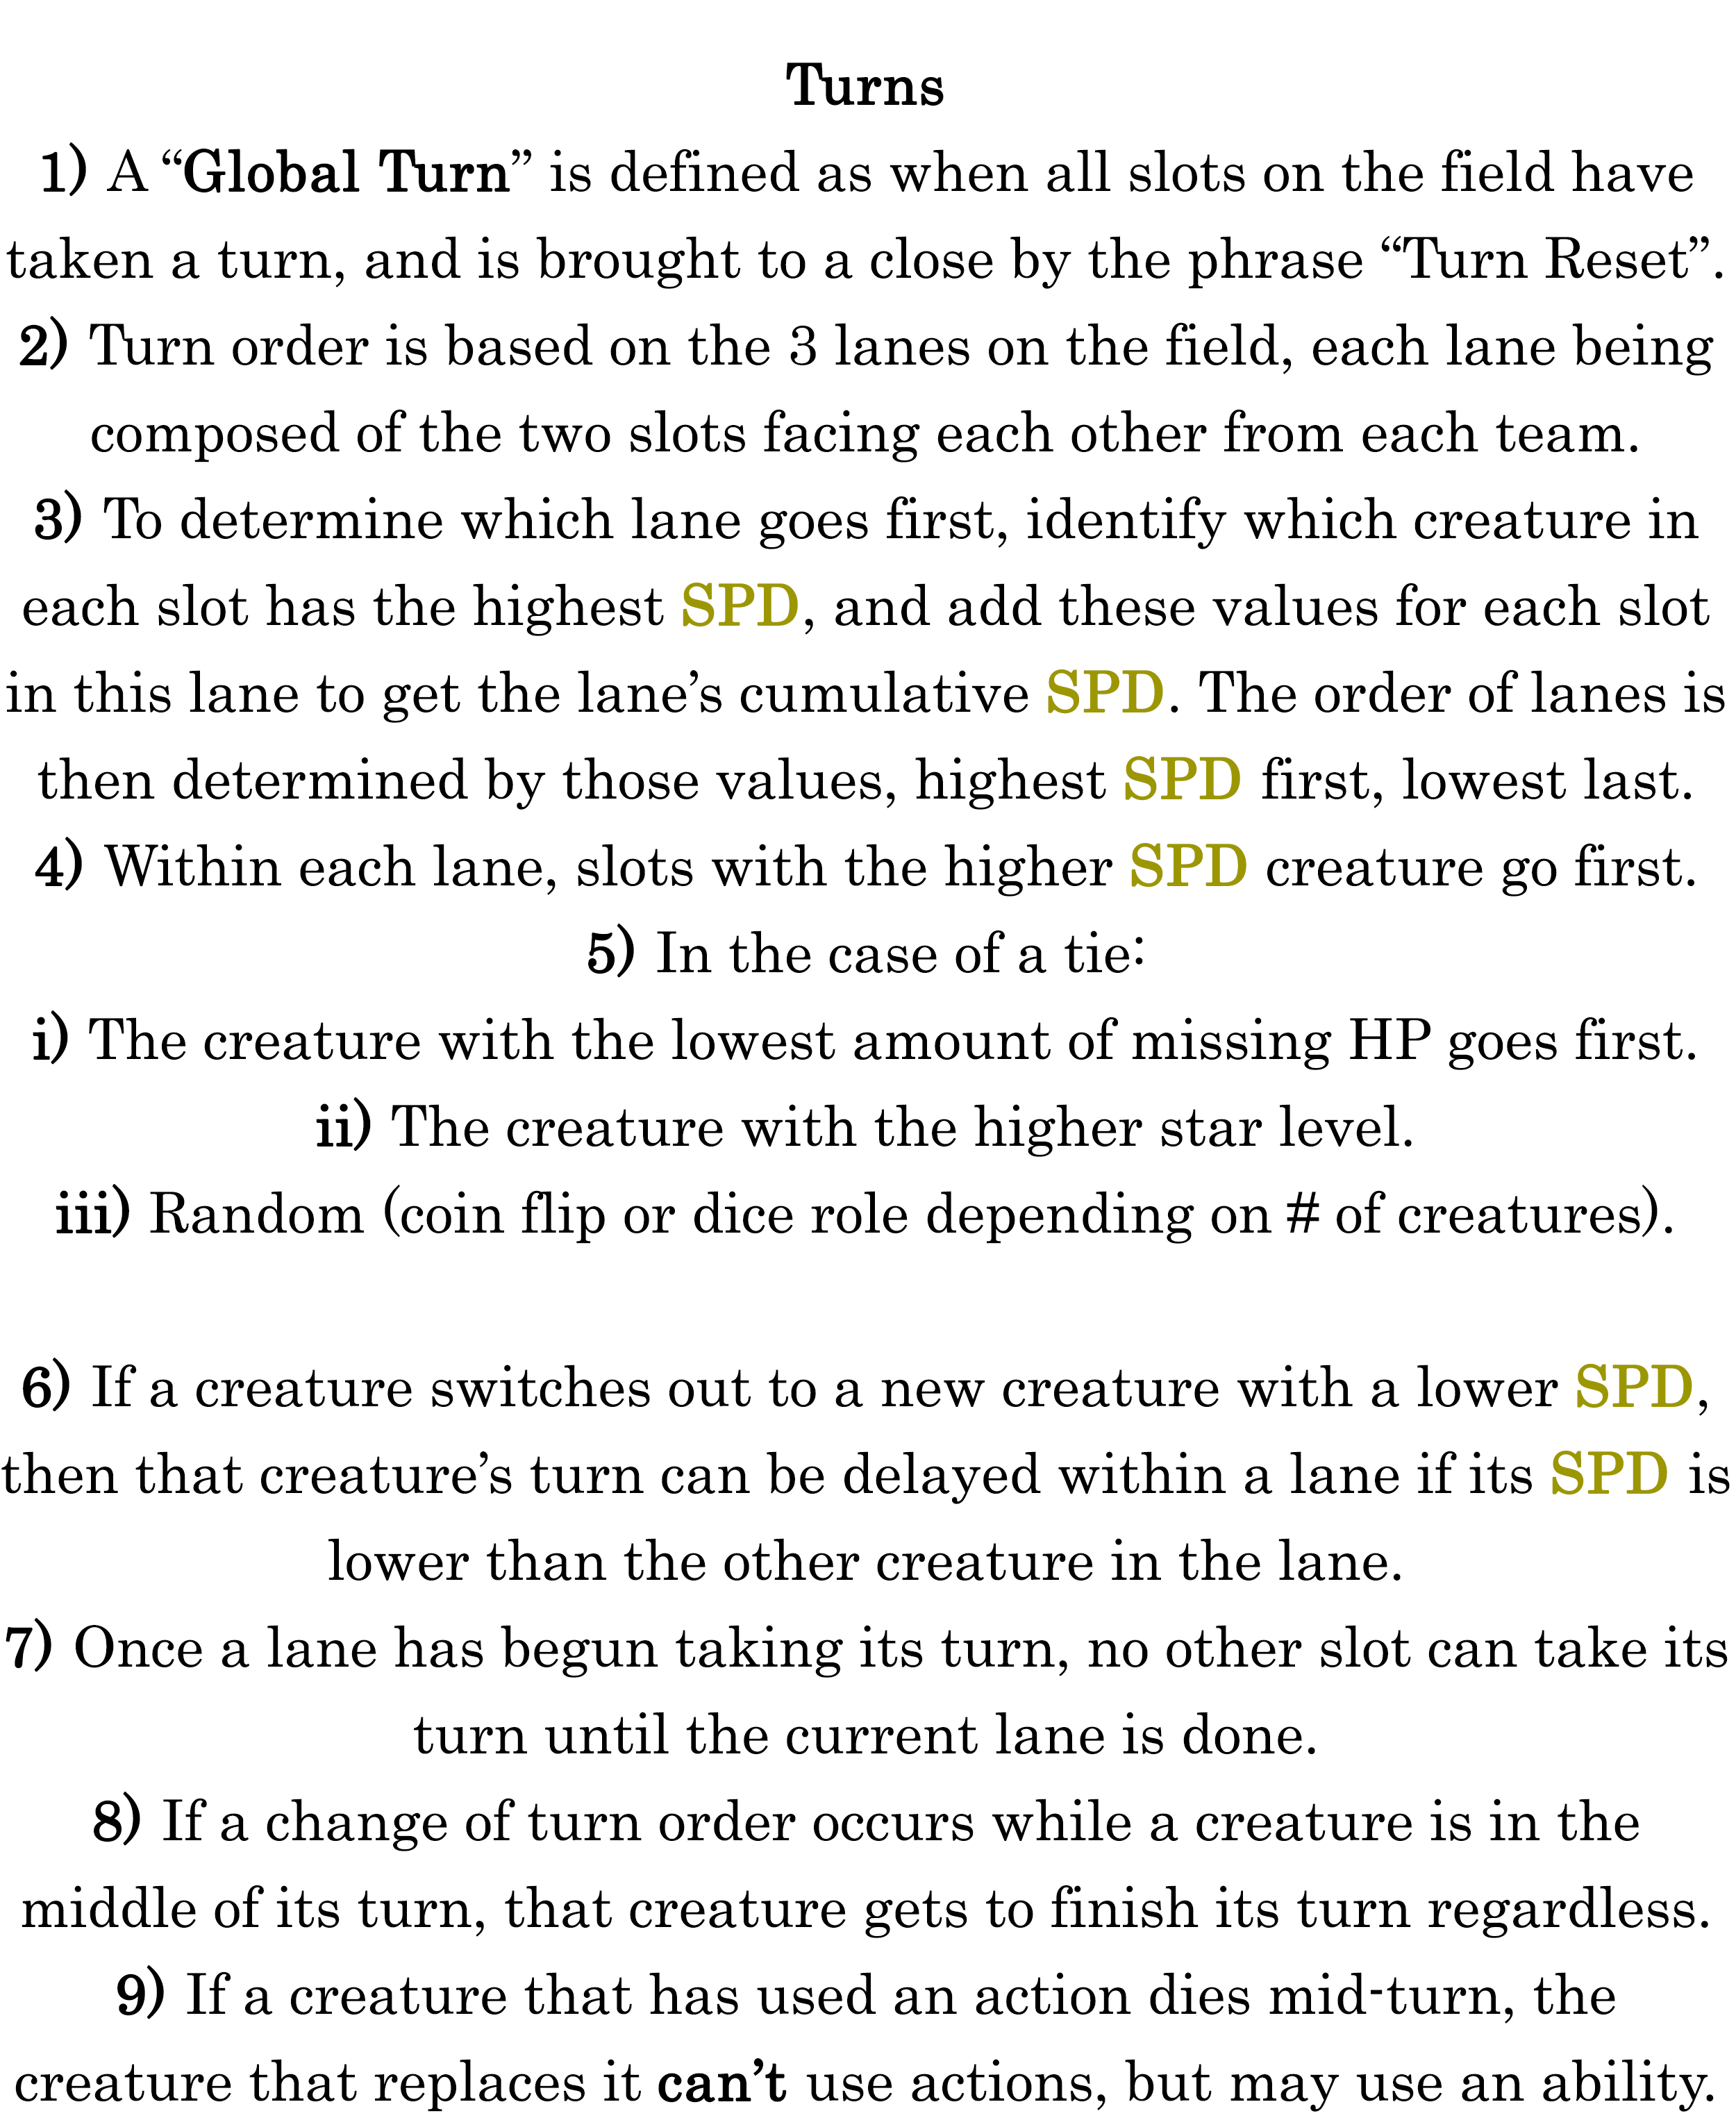 Turns
1) A “Global Turn” is defined as when all slots on the field have
taken a turn, and is brought to a close by the phrase “Turn Reset”.
2) Turn order is based on the 3 lanes on the field, each lane being
composed of the two slots facing each other from each team.
3) To determine which lane goes first, identify which creature in
each slot has the highest SPD, and add these values for each slot
in this lane to get the lane’s cumulative SPD. The order of lanes is
then determined by those values, highest SPD first, lowest last.
4) Within each lane, slots with the higher SPD creature go first.
5) In the case of a tie:
i) The creature with the lowest amount of missing HP goes first.
ii) The creature with the higher star level.
iii) Random (coin flip or dice role depending on # of creatures).
6) If a creature switches out to a new creature with a lower SPD,
then that creature’s turn can be delayed within a lane if its SPD is
lower than the other creature in the lane.
7) Once a lane has begun taking its turn, no other slot can take its
turn until the current lane is done.
8) If a change of turn order occurs while a creature is in the
middle of its turn, that creature gets to finish its turn regardless.
9) If a creature that has used an action dies mid-turn, the
creature that replaces it can’t use actions, but may use an ability.